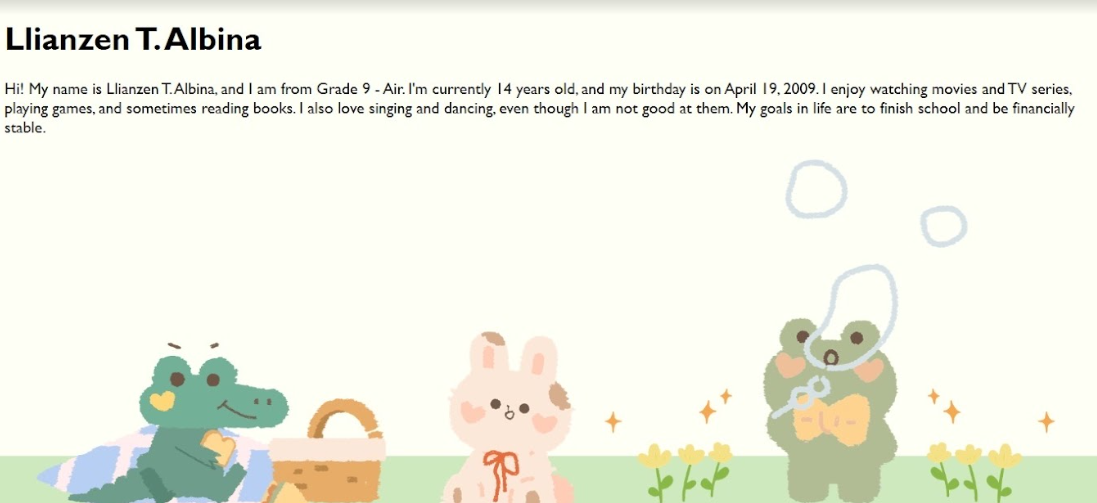 Llianzen T. Albina
Hi! My name is Llianzen T. Albina, and I am from Grade 9 - Air. I'm currently 14 years old, and my birthday is on April 19, 2009. I enjoy watching movies and TV series,
playing games, and sometimes reading books. I also love singing and dancing, even though I am not good at them. My goals in life are to finish school and be financially
stable.